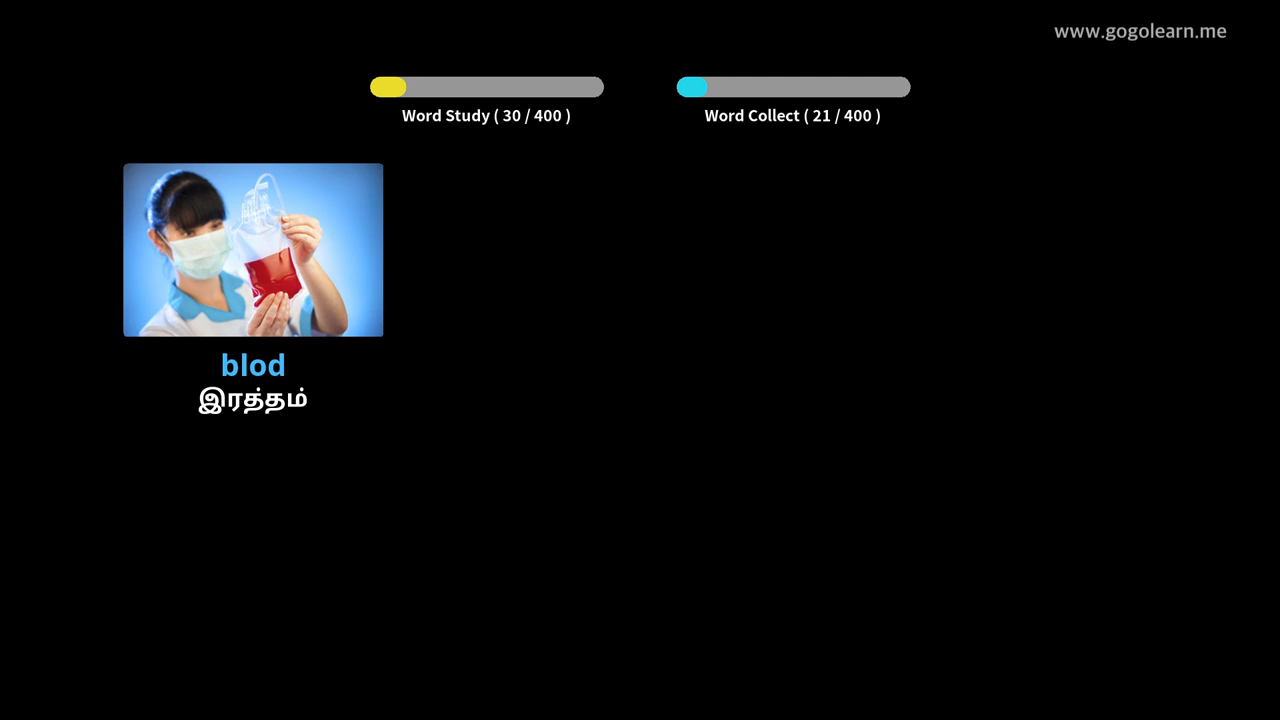 www.gogolearn.me
Word Study ( 30 / 400 )
Word Collect ( 21 / 400 )
blod
இரத்தம்